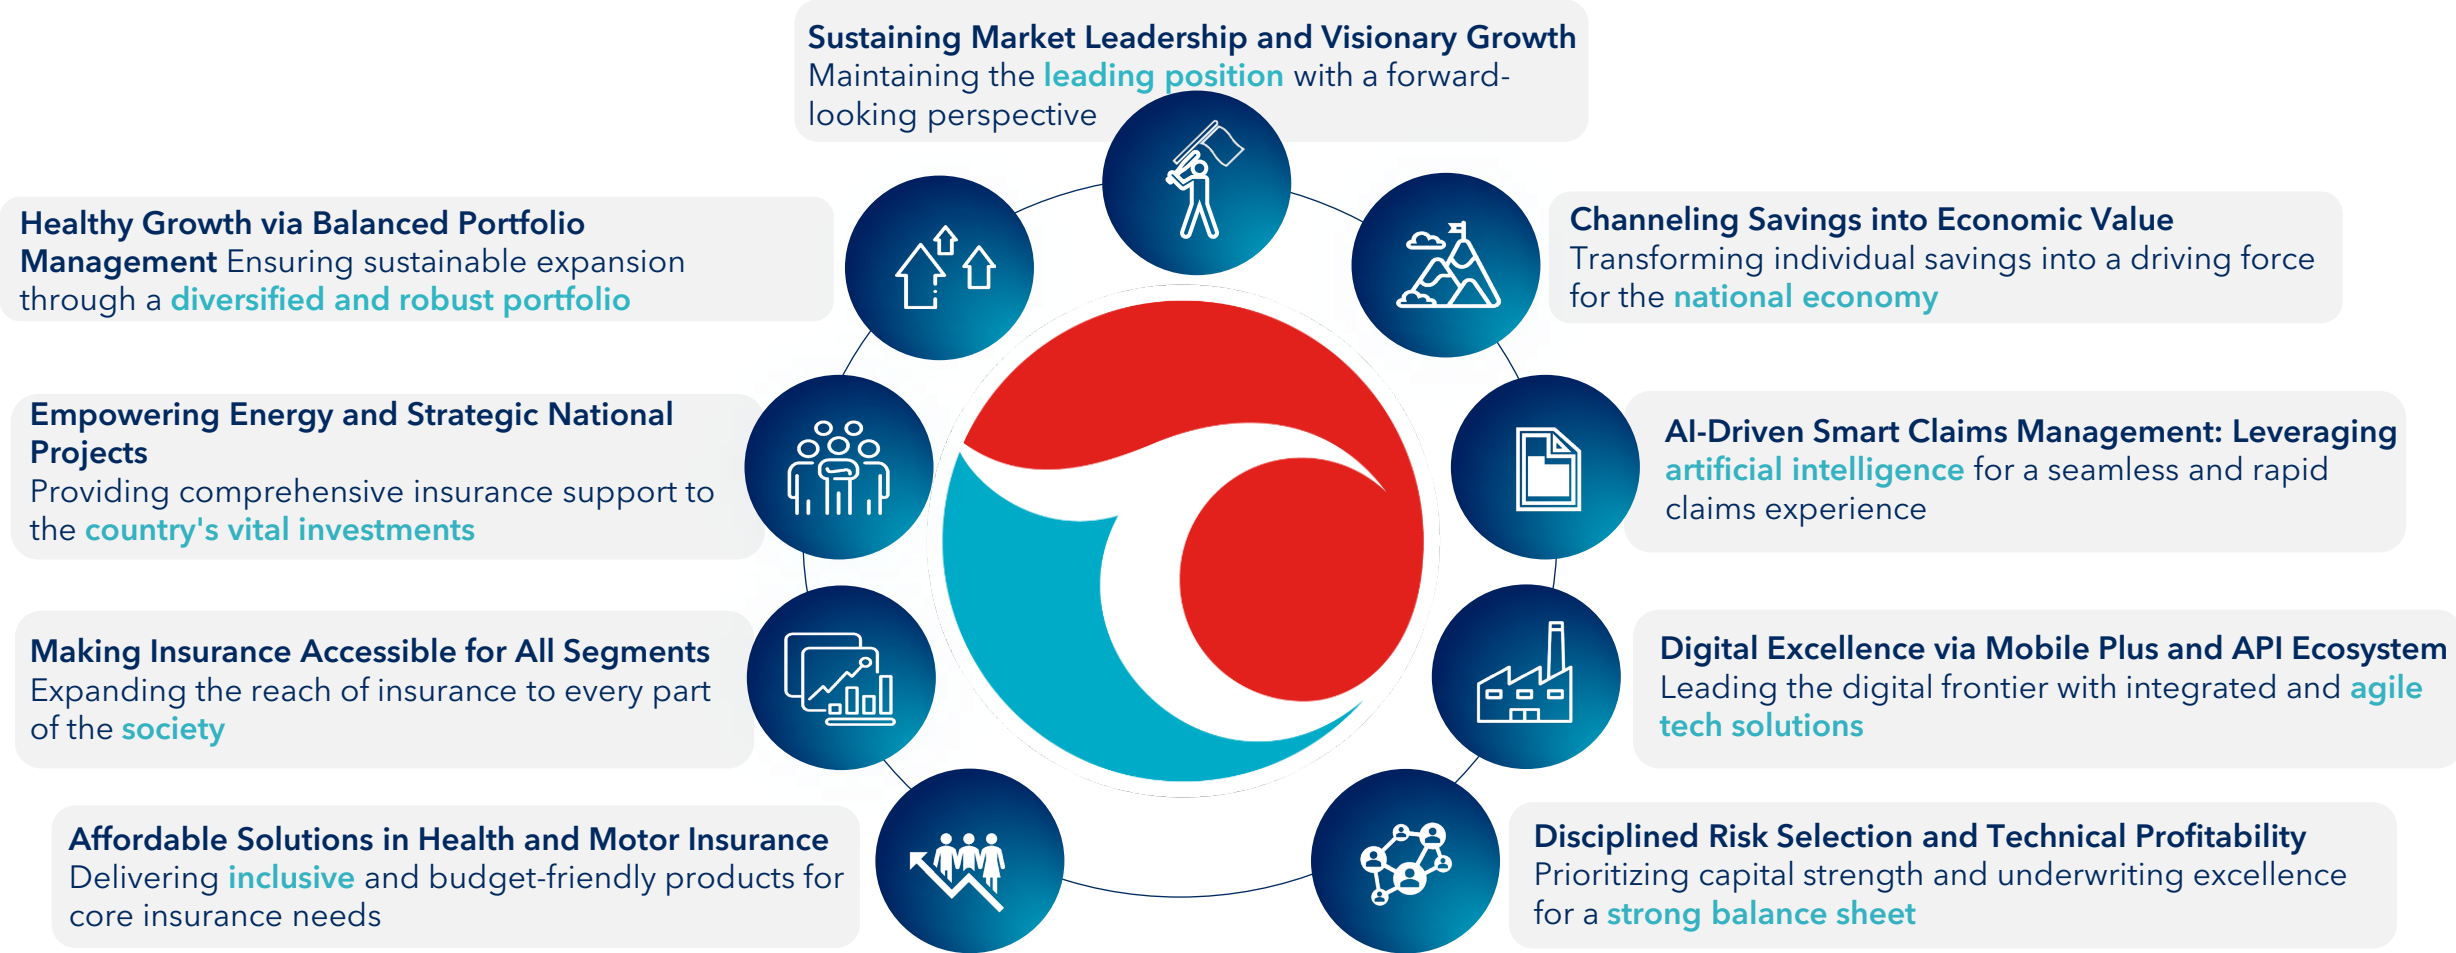 Sustaining Market Leadership and Visionary Growth
Maintaining the leading position with a forward-
looking perspective
Healthy Growth via Balanced Portfolio
Management Ensuring sustainable expansion
through a diversified and robust portfolio
Channeling Savings into Economic Value
Transforming individual savings into a driving force
for the national economy
Empowering Energy and Strategic National
Projects
Providing comprehensive insurance support to
the country's vital investments
AI-Driven Smart Claims Management: Leveraging
artificial intelligence for a seamless and rapid
claims experience
Making Insurance Accessible for All Segments
Expanding the reach of insurance to every part
of the society
Digital Excellence via Mobile Plus and API Ecosystem
Leading the digital frontier with integrated and agile
tech solutions
Affordable Solutions in Health and Motor Insurance
Delivering inclusive and budget-friendly products for
core insurance needs
Disciplined Risk Selection and Technical Profitability
Prioritizing capital strength and underwriting excellence
for a strong balance sheet